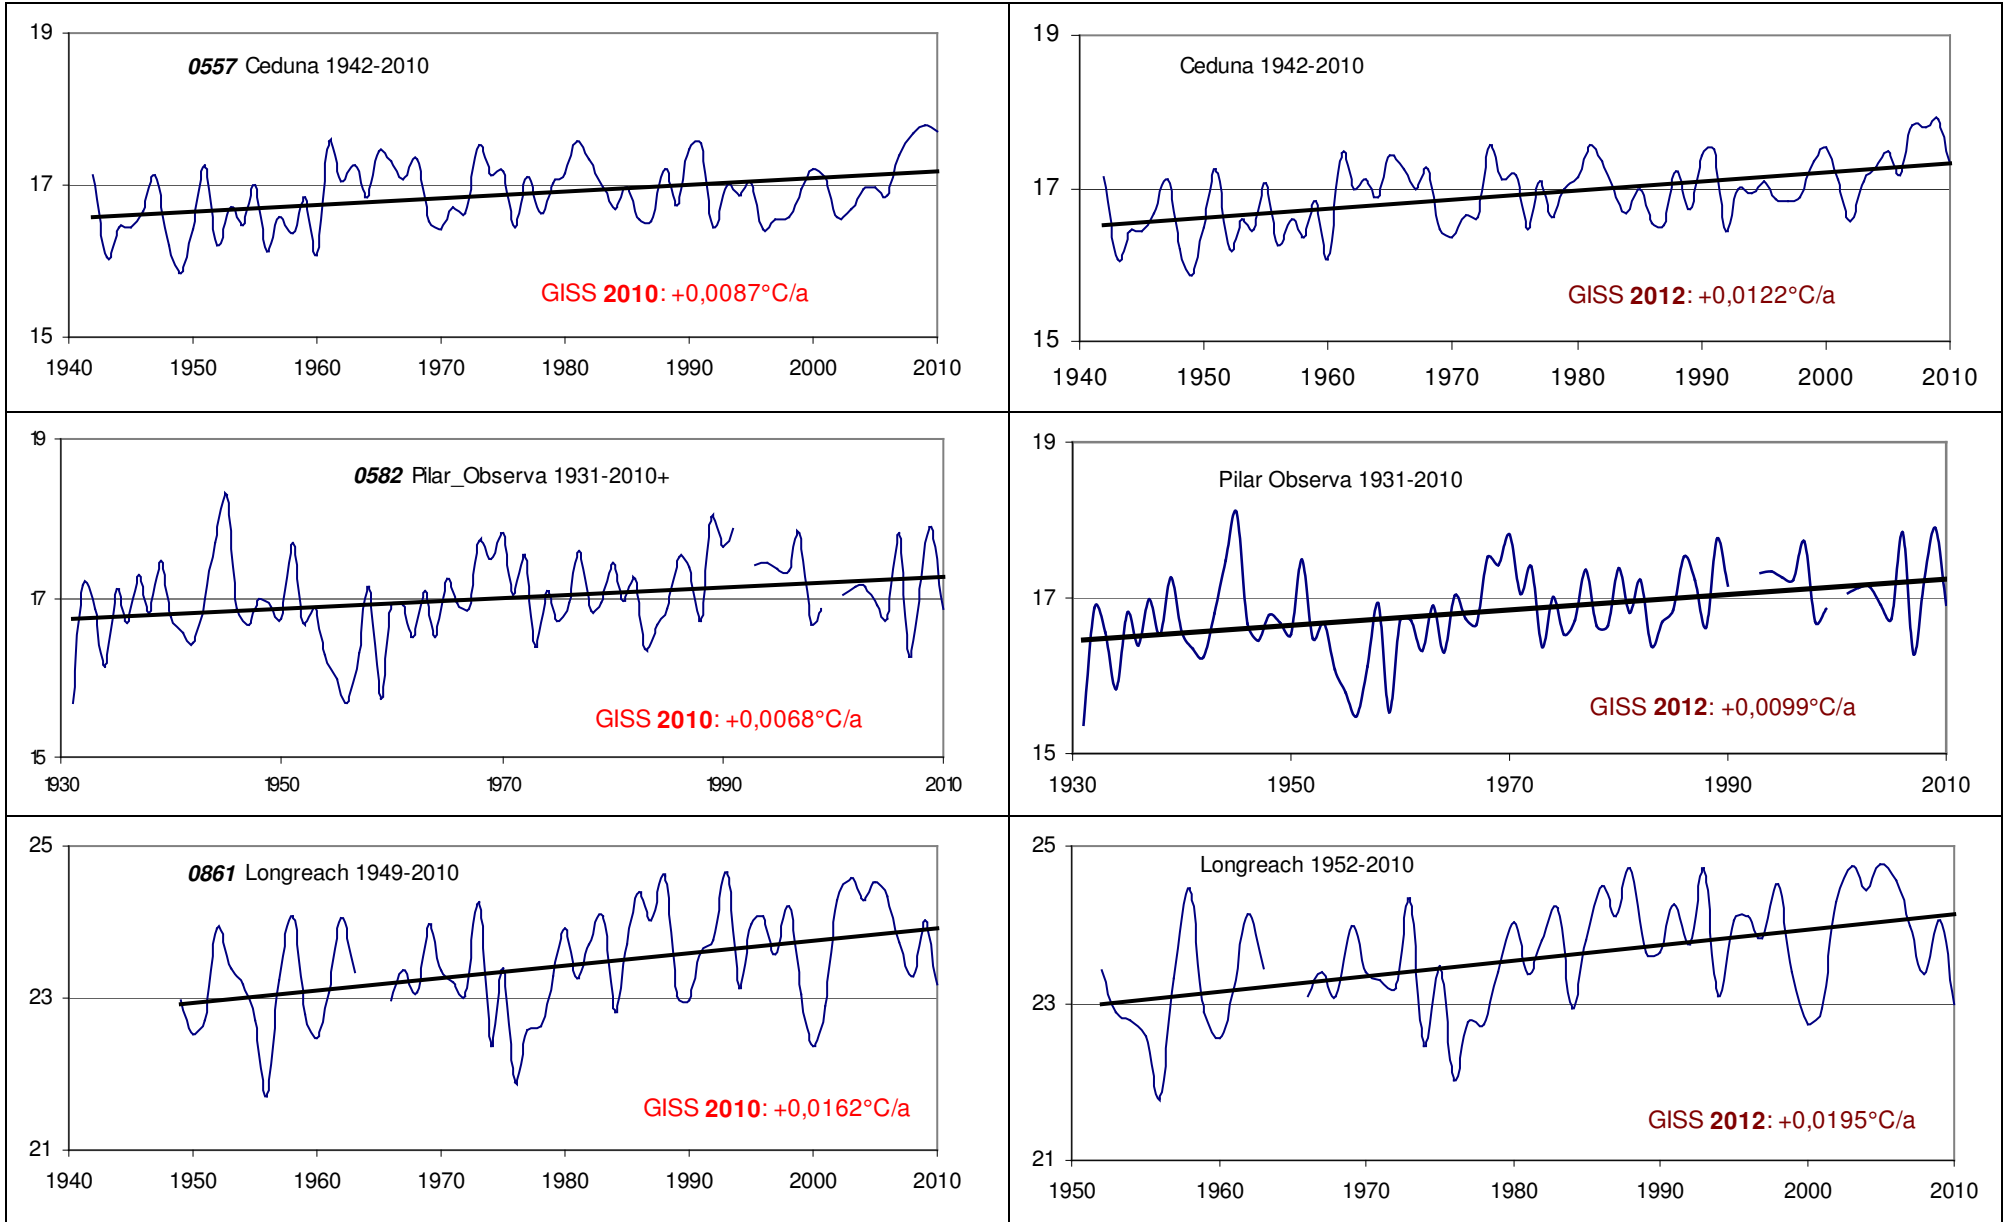 19
0557 Ceduna 1942-2010
17
GISS 2010: +0,0087°C/a
15
1940 1950 1960 1970 1980 1990 2000 2010
19
Ceduna 1942-2010
17
GISS 2012: +0,0122°C/a
15
1940 1950 1960 1970 1980 1990 2000 2010
19
0582 Pilar_Observa 1931-2010+
17
GISS 2010: +0,0068°C/a
15
1930 1950 1970 1990 2010
19
Pilar Observa 1931-2010
17
GISS 2012: +0,0099°C/a
15
1930 1950 1970 1990 2010
25
0861 Longreach 1949-2010
23
GISS 2010: +0,0162°C/a
21
1940 1950 1960 1970 1980 1990 2000 2010
25
Longreach 1952-2010
23
GISS 2012: +0,0195°C/a
21
1950 1960 1970 1980 1990 2000 2010